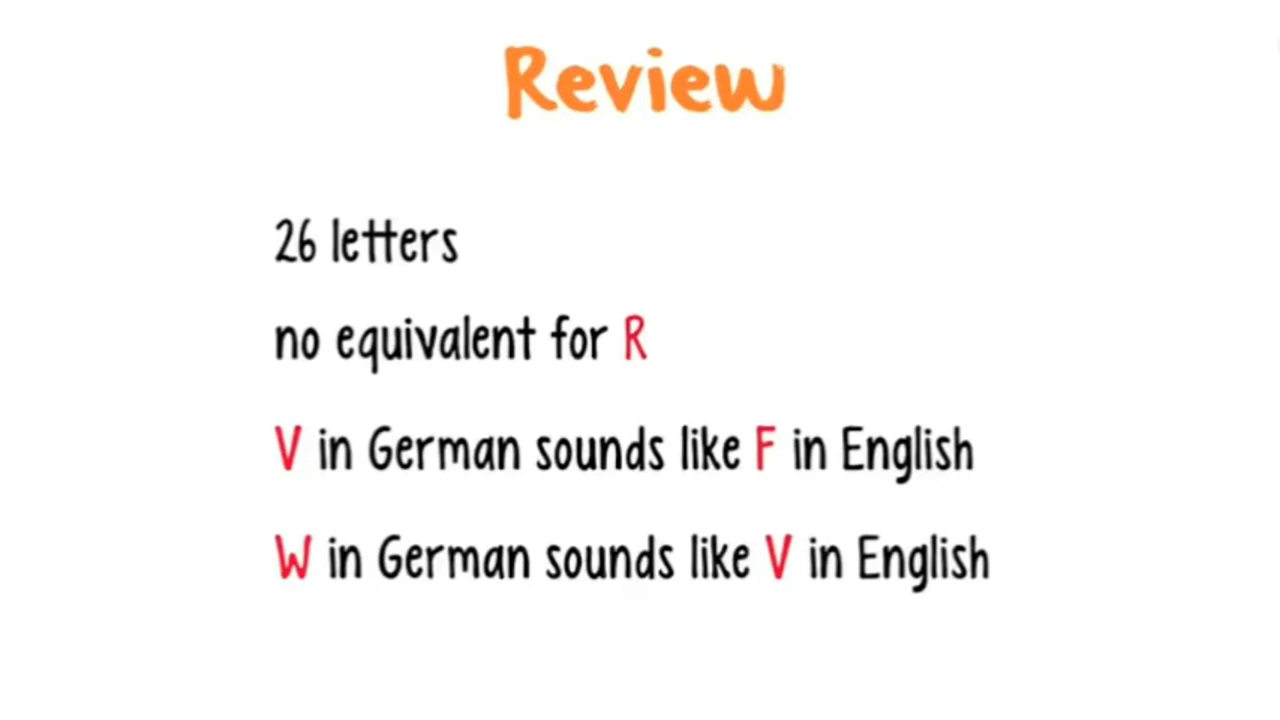 Review
26 letters
no equivalent for R
V in German sounds like F in English
W in German sounds like V in English